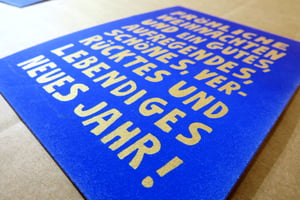 FRÖHLICHE
WEIHNACHTEN
UND EIN GUTES,
AUFREGENDES,
SCHÖNES, VER-
RÜCKTES UND
LEBENDIGES
NEUES JAHR!